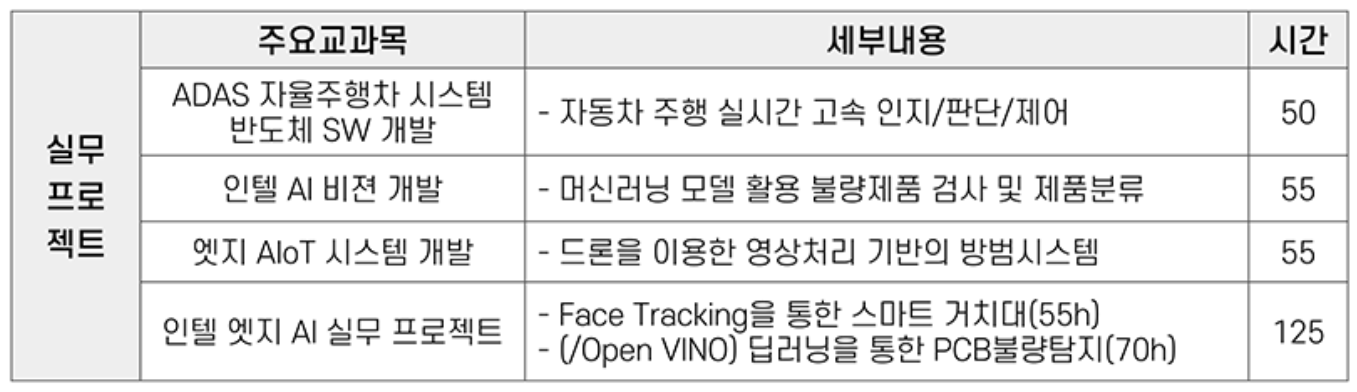 실무
프로
젝트
주요교과목
세부내용
시간
ADAS 자율주행차 시스템
반도체 SW 개발
- 자동차 주행 실시간 고속 인지/판단/제어
50
인텔 AI 비젼 개발
- 머신러닝 모델 활용 불량제품 검사 및 제품분류
55
엣지 AIoT 시스템 개발
- 드론을 이용한 영상처리 기반의 방범시스템
55
인텔 엣지 AI 실무 프로젝트
- Face Tracking을 통한 스마트 거치대(55h)
- (/Open VINO) 딥러닝을 통한 PCB불량탐지(70h)
125